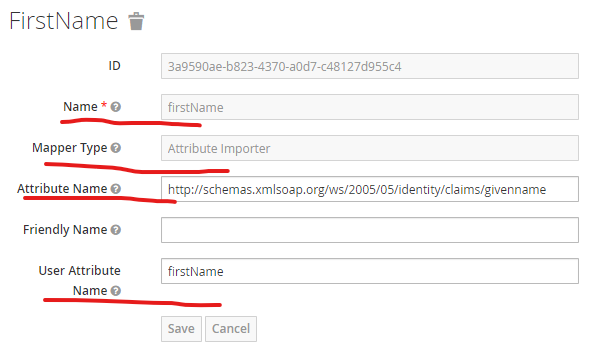 FirstName
ID 3a9590ae-b823-4370-a0d7-c48127d955c4
Name * firstName
Mapper Type Attribute Importer
Attribute Name http://schemas.xmlsoap.org/ws/2005/05/identity/claims/givenname
Friendly Name
User Attribute Name firstName
Save Cancel